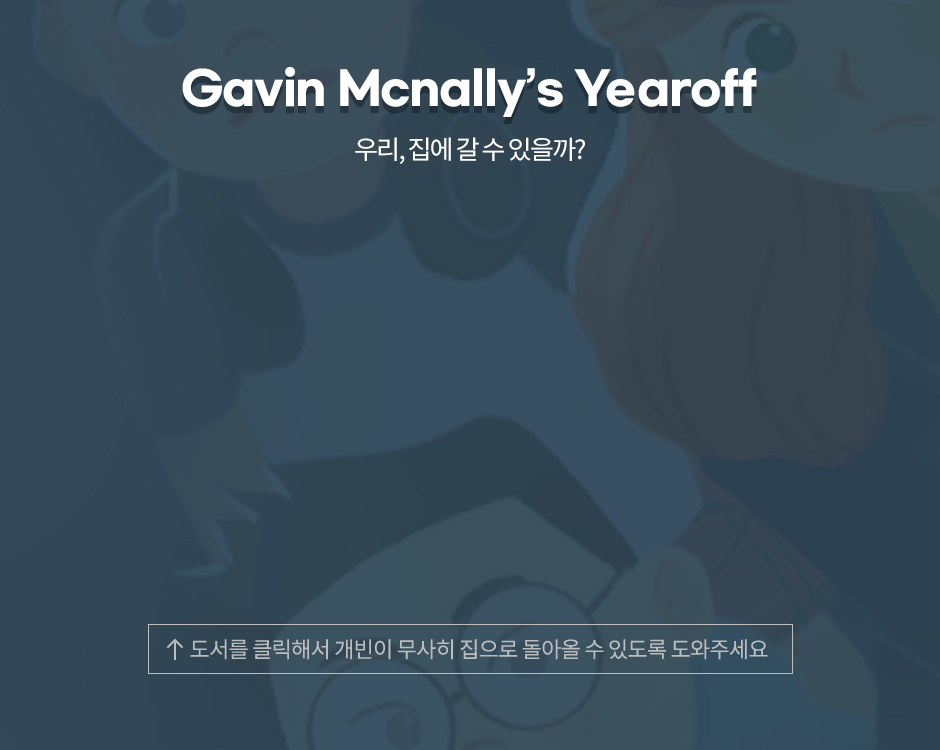 Gavin Mcnally’s Yearoff
우리, 집에 갈 수 있을까?
↑ 도서를 클릭해서 개빈이 무사히 집으로 돌아올 수 있도록 도와주세요